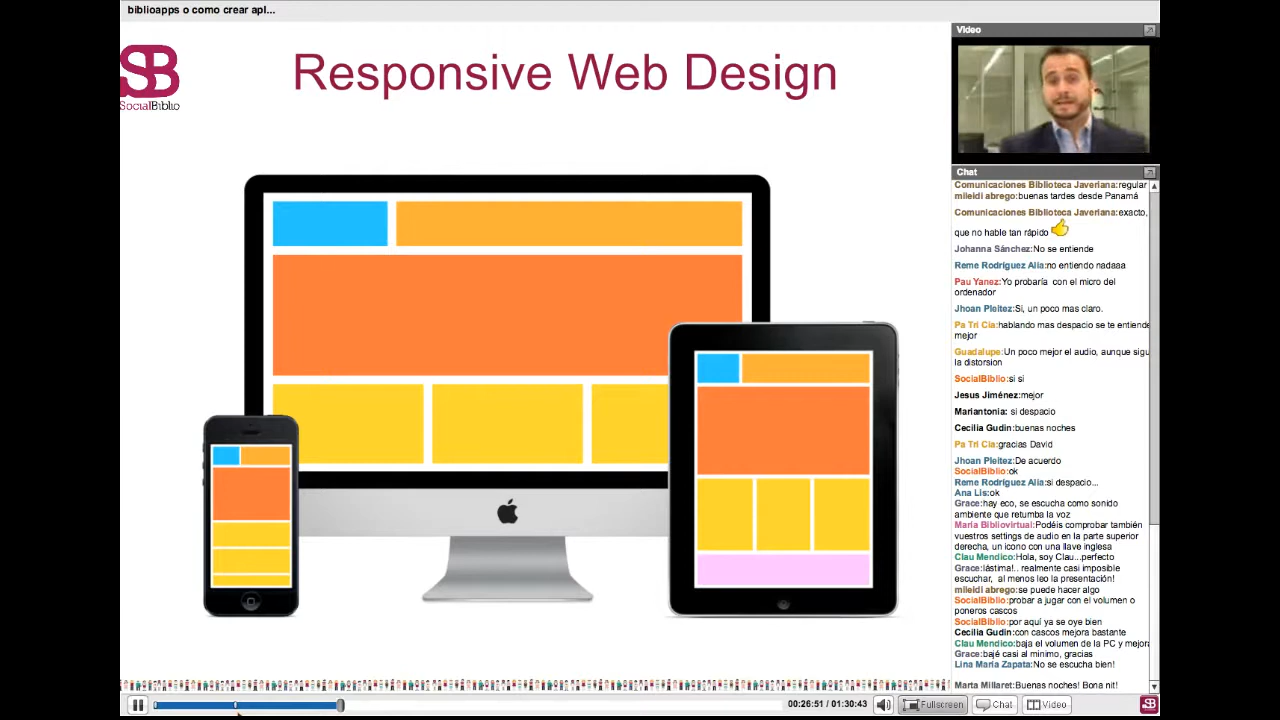 biblioapps o como crear apl...
SB
SocialBiblio
Responsive Web Design
Video
Chat
Comunicaciones Biblioteca Javeriana:regular
mileidi abrego:buenas tardes desde Panamá
Comunicaciones Biblioteca Javeriana:exacto,
que no hable tan rápido
Johanna Sánchez:No se entiende
Reme Rodríguez Alia:no entiendo nadaaa
Pau Yanez:Yo probaría con el micro del
ordenador
Jhoan Pleitez:Si, un poco mas claro.
Pa Tri Cia:hablando mas despacio se te entiende
mejor
Guadalupe:Un poco mejor el audio, aunque sigu
la distorsion
SocialBiblio:si si
Jesus Jiménez:mejor
Mariantonia: si despacio
Cecilia Gudin:buenas noches
Pa Tri Cia:gracias David
Jhoan Pleitez:De acuerdo
SocialBiblio:ok
Reme Rodríguez Alia:si despacio...
Ana Lis:ok
Grace:hay eco, se escucha como sonido
ambiente que retumba la voz
María Bibliovirtual:Podéis comprobar también
vuestros settings de audio en la parte superior
derecha, un icono con una llave inglesa
Clau Mendico:Hola, soy Clau...perfecto
Grace:lástima!.. realmente casi imposible
escuchar, al menos leo la presentación!
mileidi abrego:se puede hacer algo
SocialBiblio:probar a jugar con el volumen o
poneros cascos
SocialBiblio:por aquí ya se oye bien
Cecilia Gudin:con cascos mejora bastante
Clau Mendico:baja el volumen de la PC y mejora
Grace:bajé casi al mínimo, gracias
Lina María Zapata:No se escucha bien!
Marta Millaret:Buenas noches! Bona nit!
00:26:51 / 01:30:43
Fullscreen
Chat
Video
SB